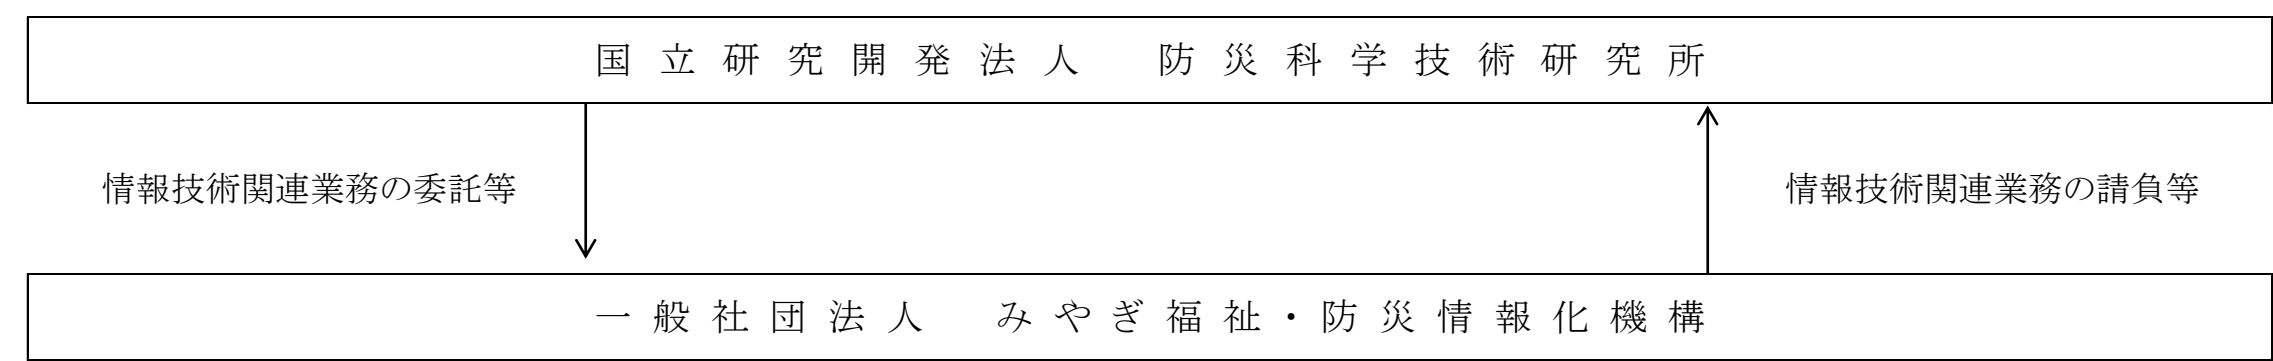 国立研究開発法人　防災科学技術研究所
情報技術関連業務の委託等
情報技術関連業務の請負等
一般社団法人　みやぎ福祉・防災情報化機構